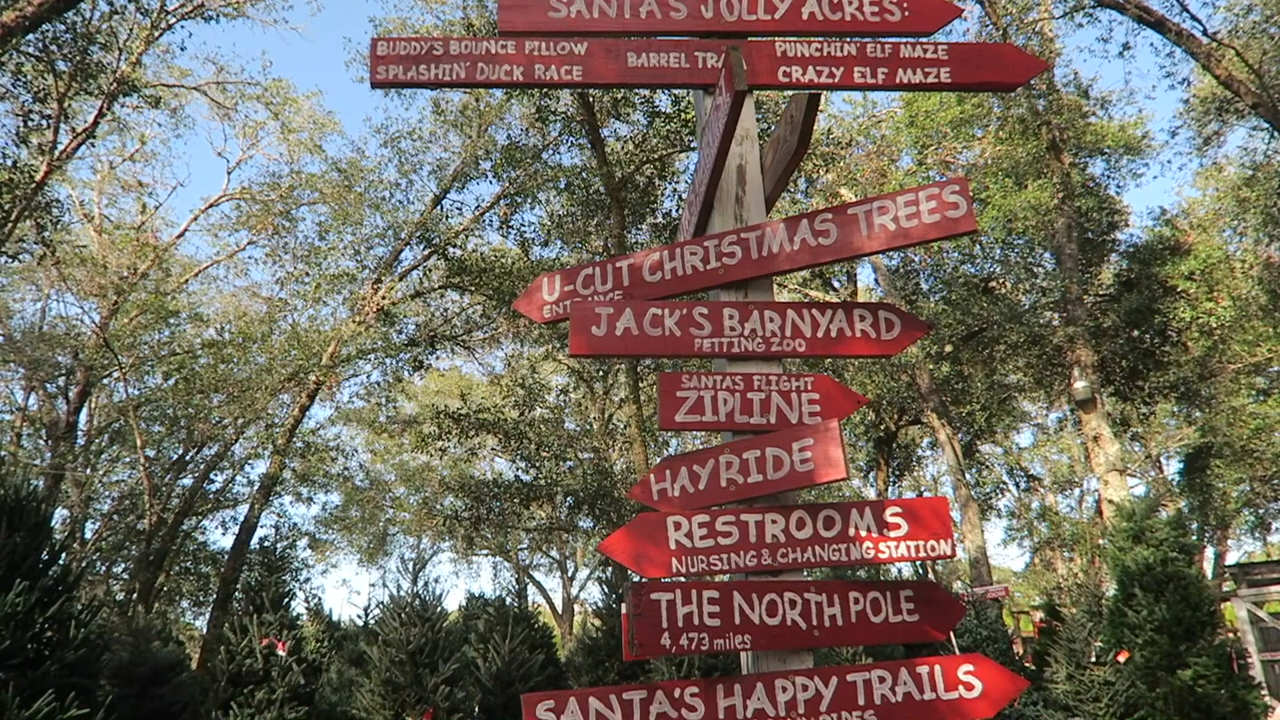 SANTA'S JOLLY ACRES:
BUDDY'S BOUNCE PILLOW
SPLASHIN' DUCK RACE
BARREL
PUNCHIN' ELF MAZE
CRAZY ELF MAZE
U-CUT CHRISTMAS TREES
ENTRANCE
JACK'S BARNYARD
PETTING ZOO
SANTA'S FLIGHT
ZIPLINE
HAYRIDE
RESTROOMS
NURSING & CHANGING STATION
THE NORTH POLE
4,473 miles
SANTA'S HAPPY TRAILS